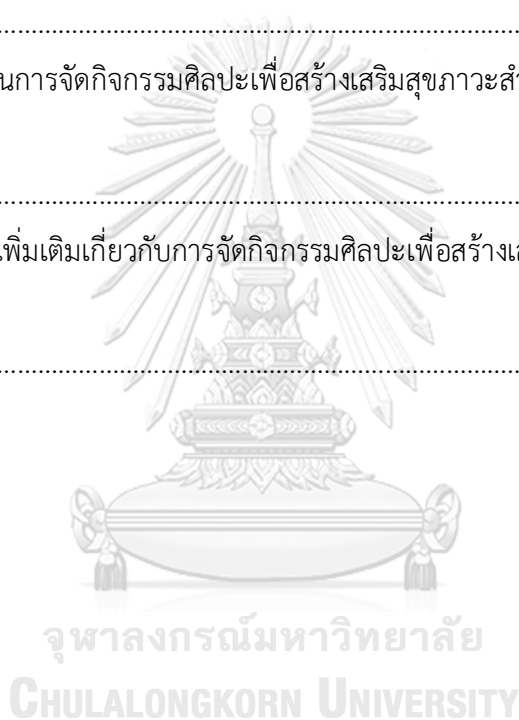 ................................................................................
นการจัดกิจกรรมศิลปะเพื่อสร้างเสริมสุขภาวะสำ
................................................................................
เพิ่มเติมเกี่ยวกับการจัดกิจกรรมศิลปะเพื่อสร้างเส
................................................................................
จุฬาลงกรณ์มหาวิทยาลัย
CHULALONGKORN UNIVERSITY